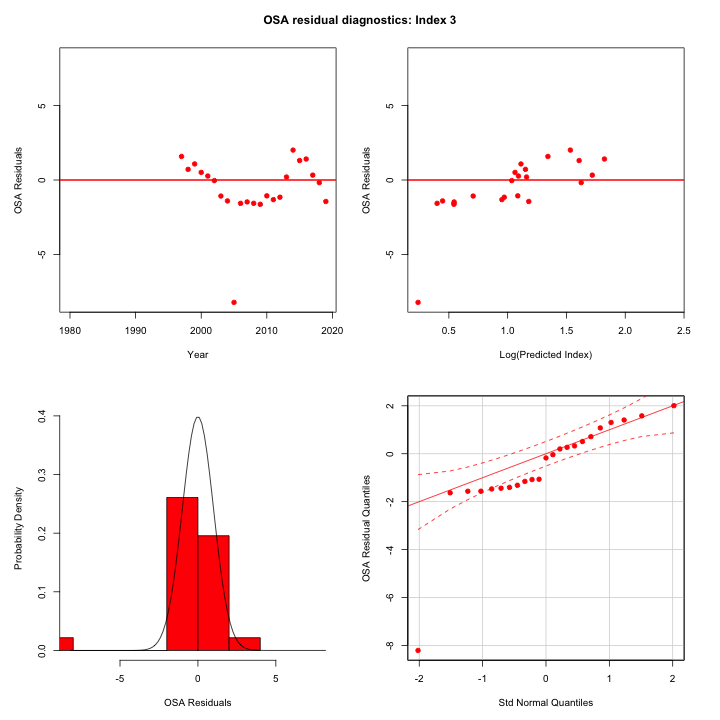 OSA residual diagnostics: Index 3
OSA Residuals
5
0
-5
1980 1990 2000 2010 2020
Year
OSA Residuals
5
0
-5
0.5 1.0 1.5 2.0 2.5
Log(Predicted Index)
Probability Density
0.4
0.3
0.2
0.1
0.0
-5 0 5
OSA Residuals
OSA Residual Quantiles
2
0
-2
-4
-6
-8
-2 -1 0 1 2
Std Normal Quantiles